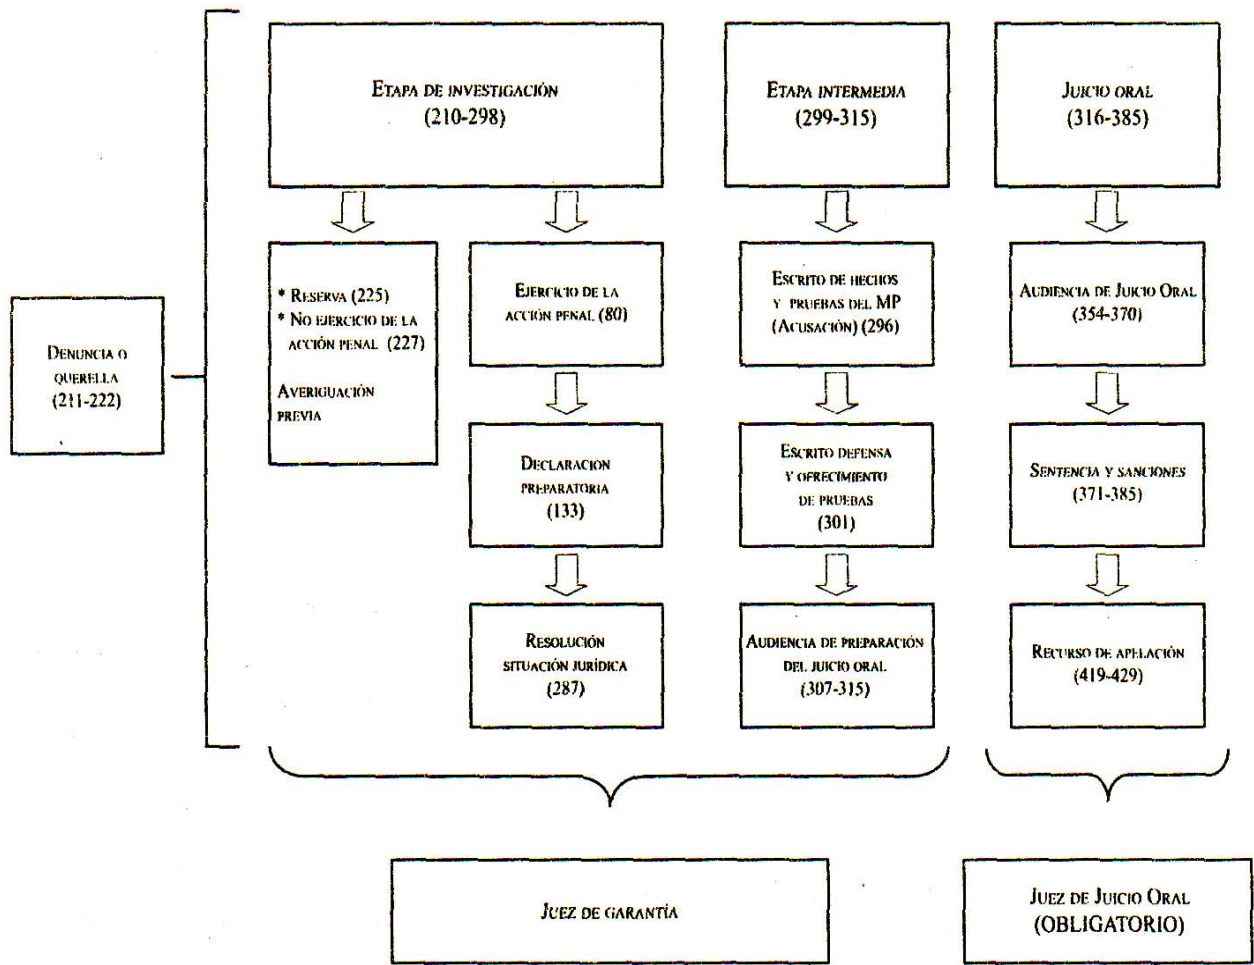 ETAPA DE INVESTIGACIÓN
(210-298)
ETAPA INTERMEDIA
(299-315)
JUICIO ORAL
(316-385)
DENUNCIA O
QUERELLA
(211-222)
* RESERVA (225)
* NO EJERCICIO DE LA
ACCIÓN PENAL (227)
AVERIGUACIÓN
PREVIA
EJERCICIO DE LA
ACCIÓN PENAL (80)
DECLARACION
PREPARATORIA
(133)
RESOLUCIÓN
SITUACIÓN JURÍDICA
(287)
ESCRITO DE HECHOS
Y PRUEBAS DEL MP
(ACUSACIÓN) (296)
ESCRITO DEFENSA
Y OFRECIMIENTO
DE PRUEBAS
(301)
AUDIENCIA DE PREPARACIÓN
DEL JUICIO ORAL
(307-315)
AUDIENCIA DE JUICIO ORAL
(354-370)
SENTENCIA Y SANCIONES
(371-385)
RECURSO DE APELACIÓN
(419-429)
JUEZ DE GARANTÍA
JUEZ DE JUICIO ORAL
(OBLIGATORIO)